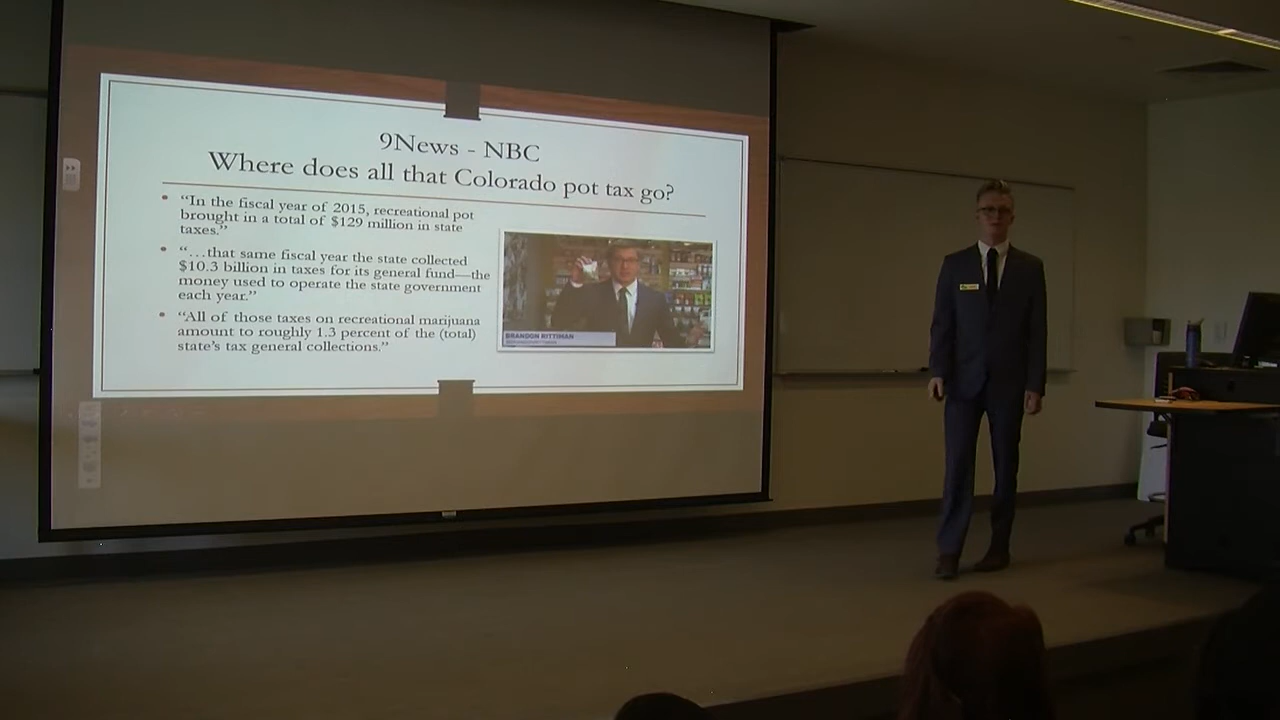 9News - NBC
Where does all that Colorado pot tax go?
• “In the fiscal year of 2015, recreational pot
brought in a total of $129 million in state
taxes.”
• “…that same fiscal year the state collected
$10.3 billion in taxes for its general fund—the
money used to operate the state government
each year.”
• “All of those taxes on recreational marijuana
amount to roughly 1.3 percent of the (total)
state’s tax general collections.”
BRANDON RITTIMAN